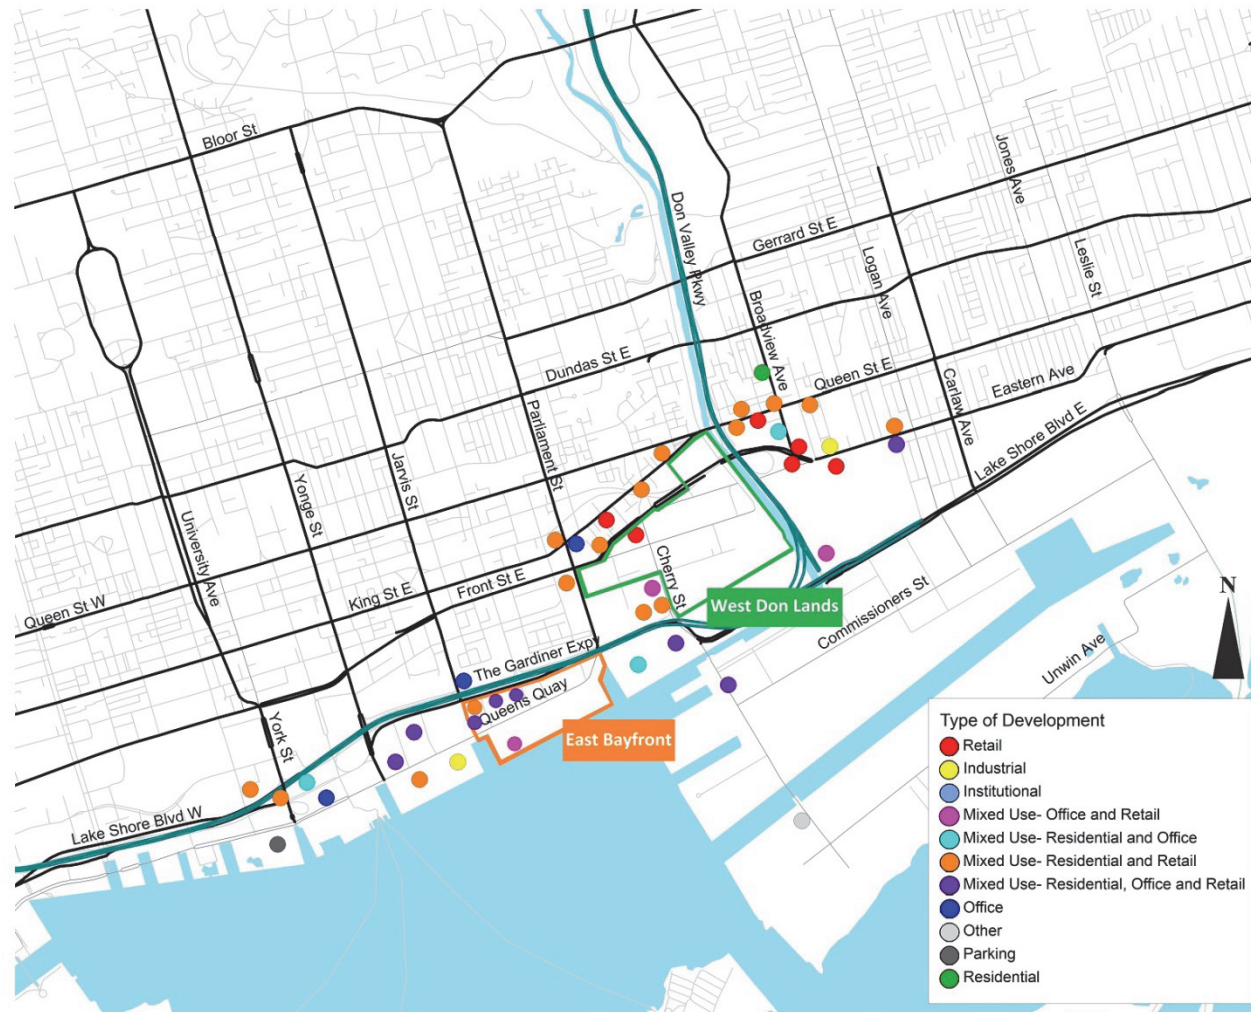 Bloor St
Jones Ave
Don Valley Pkwy
Gerrard St E
Logan Ave
Leslie St
Broadview Ave
Dundas St E
Queen St E
Carlaw Ave
Eastern Ave
Parliament St
Jarvis St
Lake Shore Blvd E
Yonge St
University Ave
Cherry St
King St E
Front St E
Queen St W
West Don Lands
Commissioners St
N
The Gardiner Expy
Unwin Ave
Queens Quay
York St
East Bayfront
Lake Shore Blvd W
Type of Development
Retail
Industrial
Institutional
Mixed Use- Office and Retail
Mixed Use- Residential and Office
Mixed Use- Residential and Retail
Mixed Use- Residential, Office and Retail
Office
Other
Parking
Residential